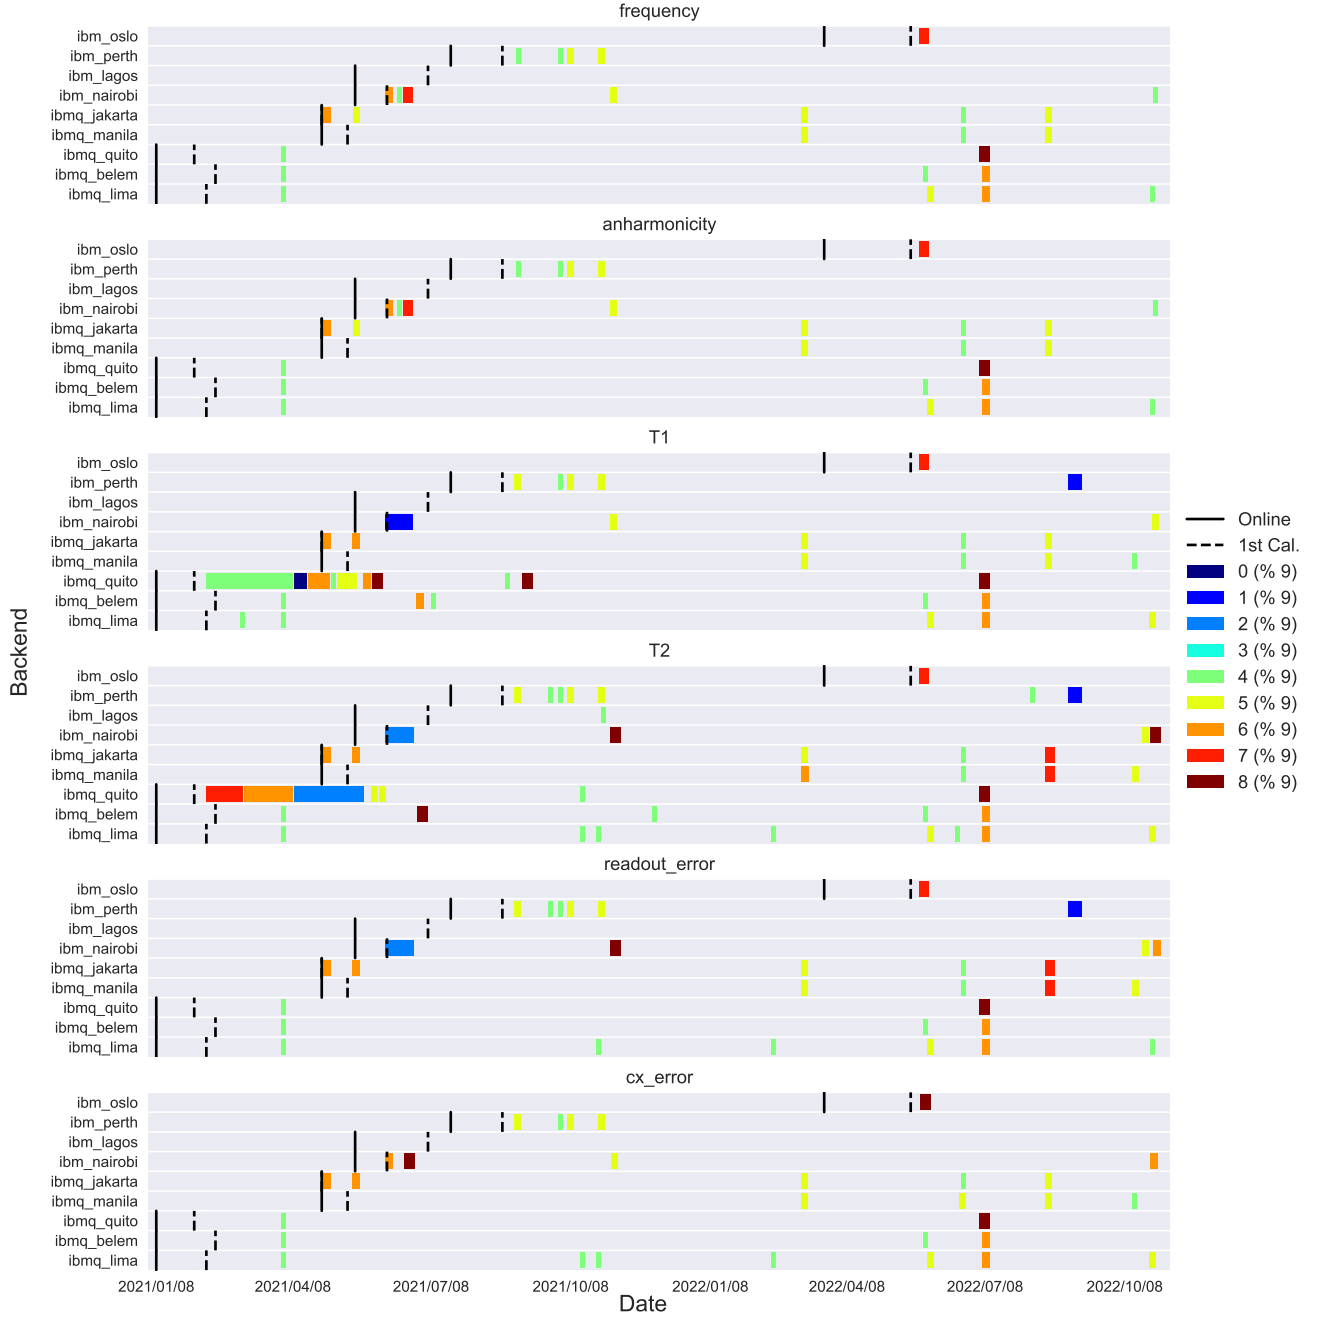 frequency
ibm_oslo
ibm_perth
ibm_lagos
ibm_nairobi
ibmq_jakarta
ibmq_manila
ibmq_quito
ibmq_belem
ibmq_lima
anharmonicity
ibm_oslo
ibm_perth
ibm_lagos
ibm_nairobi
ibmq_jakarta
ibmq_manila
ibmq_quito
ibmq_belem
ibmq_lima
T1
ibm_oslo
ibm_perth
ibm_lagos
ibm_nairobi
ibmq_jakarta
ibmq_manila
ibmq_quito
ibmq_belem
ibmq_lima
T2
ibm_oslo
ibm_perth
ibm_lagos
ibm_nairobi
ibmq_jakarta
ibmq_manila
ibmq_quito
ibmq_belem
ibmq_lima
readout_error
ibm_oslo
ibm_perth
ibm_lagos
ibm_nairobi
ibmq_jakarta
ibmq_manila
ibmq_quito
ibmq_belem
ibmq_lima
cx_error
ibm_oslo
ibm_perth
ibm_lagos
ibm_nairobi
ibmq_jakarta
ibmq_manila
ibmq_quito
ibmq_belem
ibmq_lima
2021/01/08 2021/04/08 2021/07/08 2021/10/08 2022/01/08 2022/04/08 2022/07/08 2022/10/08
Date
Backend
Online
1st Cal.
0 (% 9)
1 (% 9)
2 (% 9)
3 (% 9)
4 (% 9)
5 (% 9)
6 (% 9)
7 (% 9)
8 (% 9)